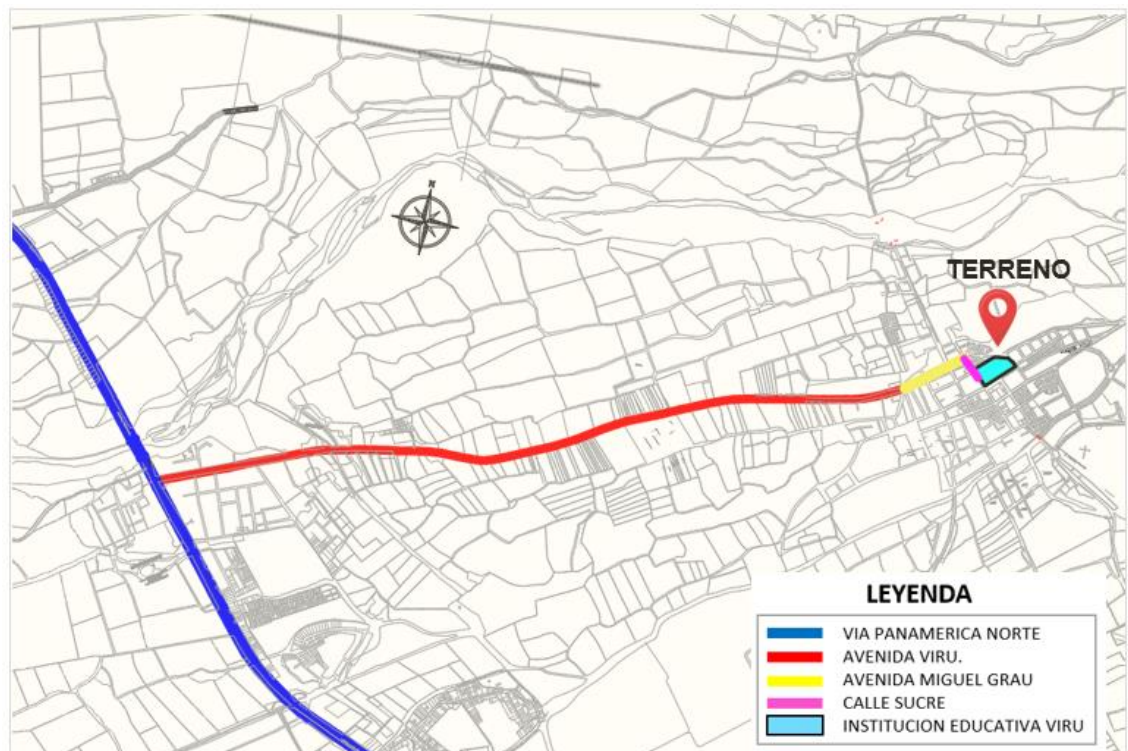 N
TERRENO
LEYENDA
VIA PANAMERICA NORTE
AVENIDA VIRU.
AVENIDA MIGUEL GRAU
CALLE SUCRE
INSTITUCION EDUCATIVA VIRU